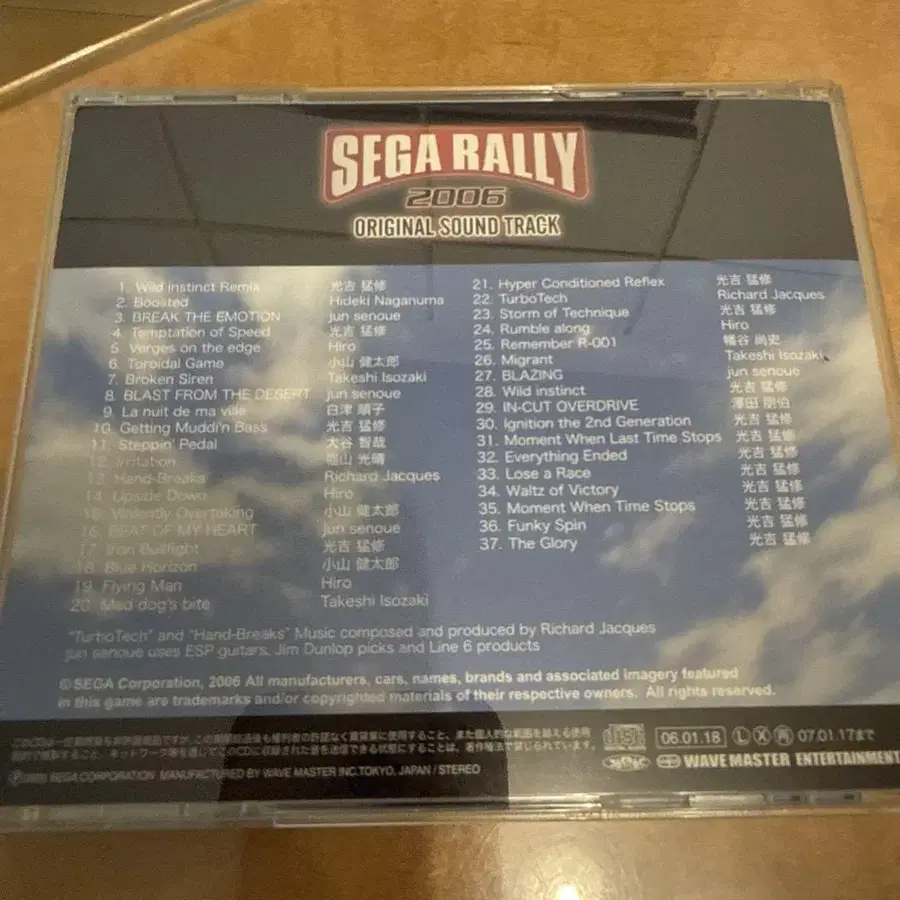 SEGA RALLY
2006
ORIGINAL SOUND TRACK
1. Wild instinct Remix 光吉 猛修
2. Boosted Hideki Naganuma
3. BREAK THE EMOTION jun senoue
4. Temptation of Speed 光吉 猛修
5. Verges on the edge Hiro
6. Toroidal Game 小山 健太郎
7. Broken Siren Takeshi Isozaki
8. BLAST FROM THE DESERT jun senoue
9. La nuit de ma ville 白津 順子
10. Getting Muddi'n Bass 光吉 猛修
11. Steppin' Pedal 大谷 智哉
12. Irritation 福山 光晴
13. Hand-Breaks Richard Jacques
14. Upside Down Hiro
15. Violently Overtaking 小山 健太郎
16. BEAT OF MY HEART jun senoue
17. Iron Bullfight 光吉 猛修
18. Blue Horizon 小山 健太郎
19. Flying Man Hiro
20. Mad dog's bite Takeshi Isozaki
21. Hyper Conditioned Reflex 光吉 猛修
22. TurboTech Richard Jacques
23. Storm of Technique 光吉 猛修
24. Rumble along Hiro
25. Remember R-001 幡谷 尚史
26. Migrant Takeshi Isozaki
27. BLAZING jun senoue
28. Wild instinct 光吉 猛修
29. IN-CUT OVERDRIVE 澤田 朋伯
30. Ignition the 2nd Generation 光吉 猛修
31. Moment When Last Time Stops 光吉 猛修
32. Everything Ended 光吉 猛修
33. Lose a Race 光吉 猛修
34. Waltz of Victory 光吉 猛修
35. Moment When Time Stops 光吉 猛修
36. Funky Spin 光吉 猛修
37. The Glory 光吉 猛修
"TurboTech" and "Hand-Breaks" Music composed and produced by Richard Jacques
jun senoue uses ESP guitars, Jim Dunlop picks and Line 6 products
©SEGA Corporation, 2006 All manufacturers, cars, names, brands and associated imagery featured
in this game are trademarks and/or copyrighted materials of their respective owners. All rights reserved.
06.01.18 Ⓛ Ⓧ 07.01.17まで
SEGA CORPORATION MANUFACTURED BY WAVE MASTER INC.TOKYO, JAPAN / STEREO
WAVE MASTER ENTERTAINMENT